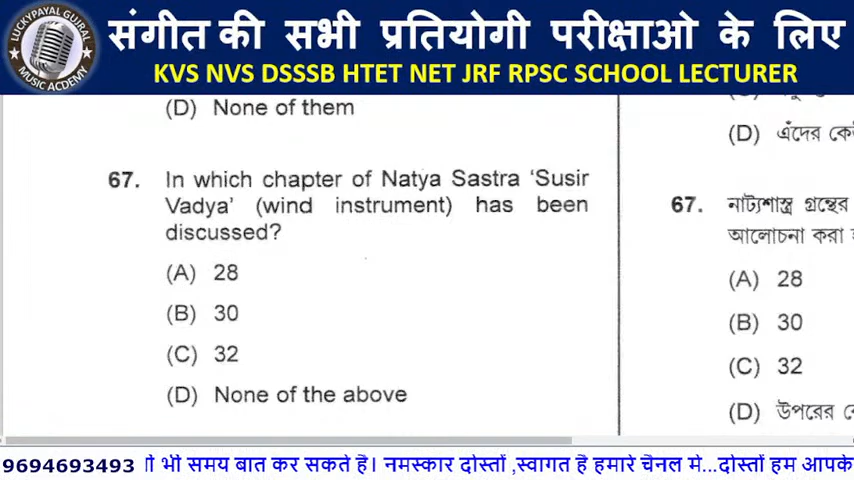 LUCKYPAYAL GUJRAL
MUSIC ACDEMY
संगीत की सभी प्रतियोगी परीक्षाओ के लिए
KVS NVS DSSSB HTET NET JRF RPSC SCHOOL LECTURER
(D) None of them
67. In which chapter of Natya Sastra ‘Susir
Vadya’ (wind instrument) has been
discussed?
(A) 28
(B) 30
(C) 32
(D) None of the above
(D) এঁদের কেউ
67. নাট্যশাস্ত্র গ্রন্থের
আলোচনা করা
(A) 28
(B) 30
(C) 32
(D) উপরের
9694693493 भी समय बात कर सकते है। नमस्कार दोस्तों ,स्वागत है हमारे चैनल में...दोस्तों हम आपके